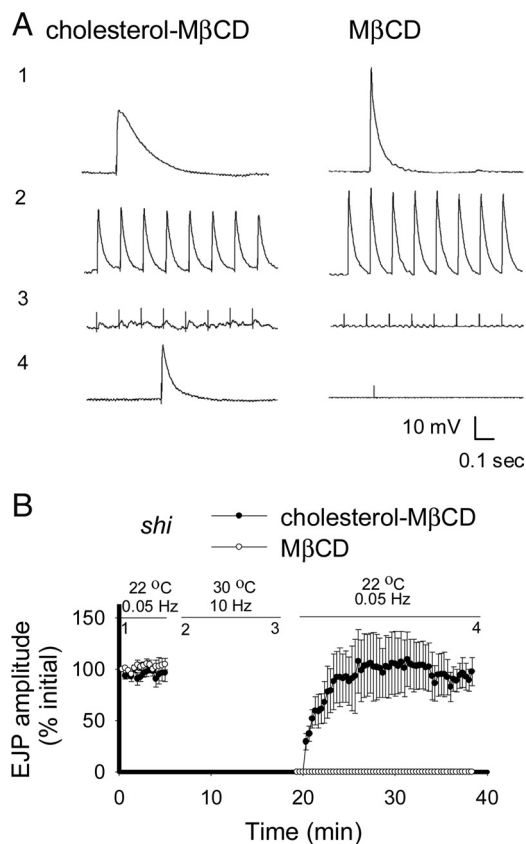 A
cholesterol-MβCD MβCD
1
2
3
4
10 mV
0.1 sec
B
shi
cholesterol-MβCD
MβCD
22 °C 30 °C 22 °C
0.05 Hz 10 Hz 0.05 Hz
1 2 3 4
EJP amplitude
(% initial)
150
100
50
0
0 10 20 30 40
Time (min)